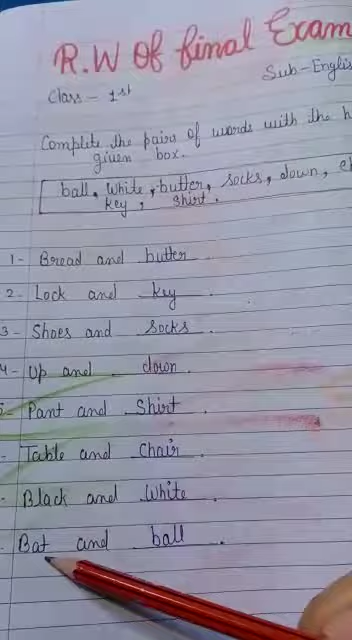 R.W Of final Exam
Sub-Englis
Class - 1st
Complete the pairs of words with the h
given box.
ball, White, butter, socks, down, ch
key, shirt.
1- Bread and butter
2- Lock and key
3- Shoes and socks.
4- Up and down.
5- Pant and Shirt.
- Table and Chair.
- Black and White.
. Bat and ball.